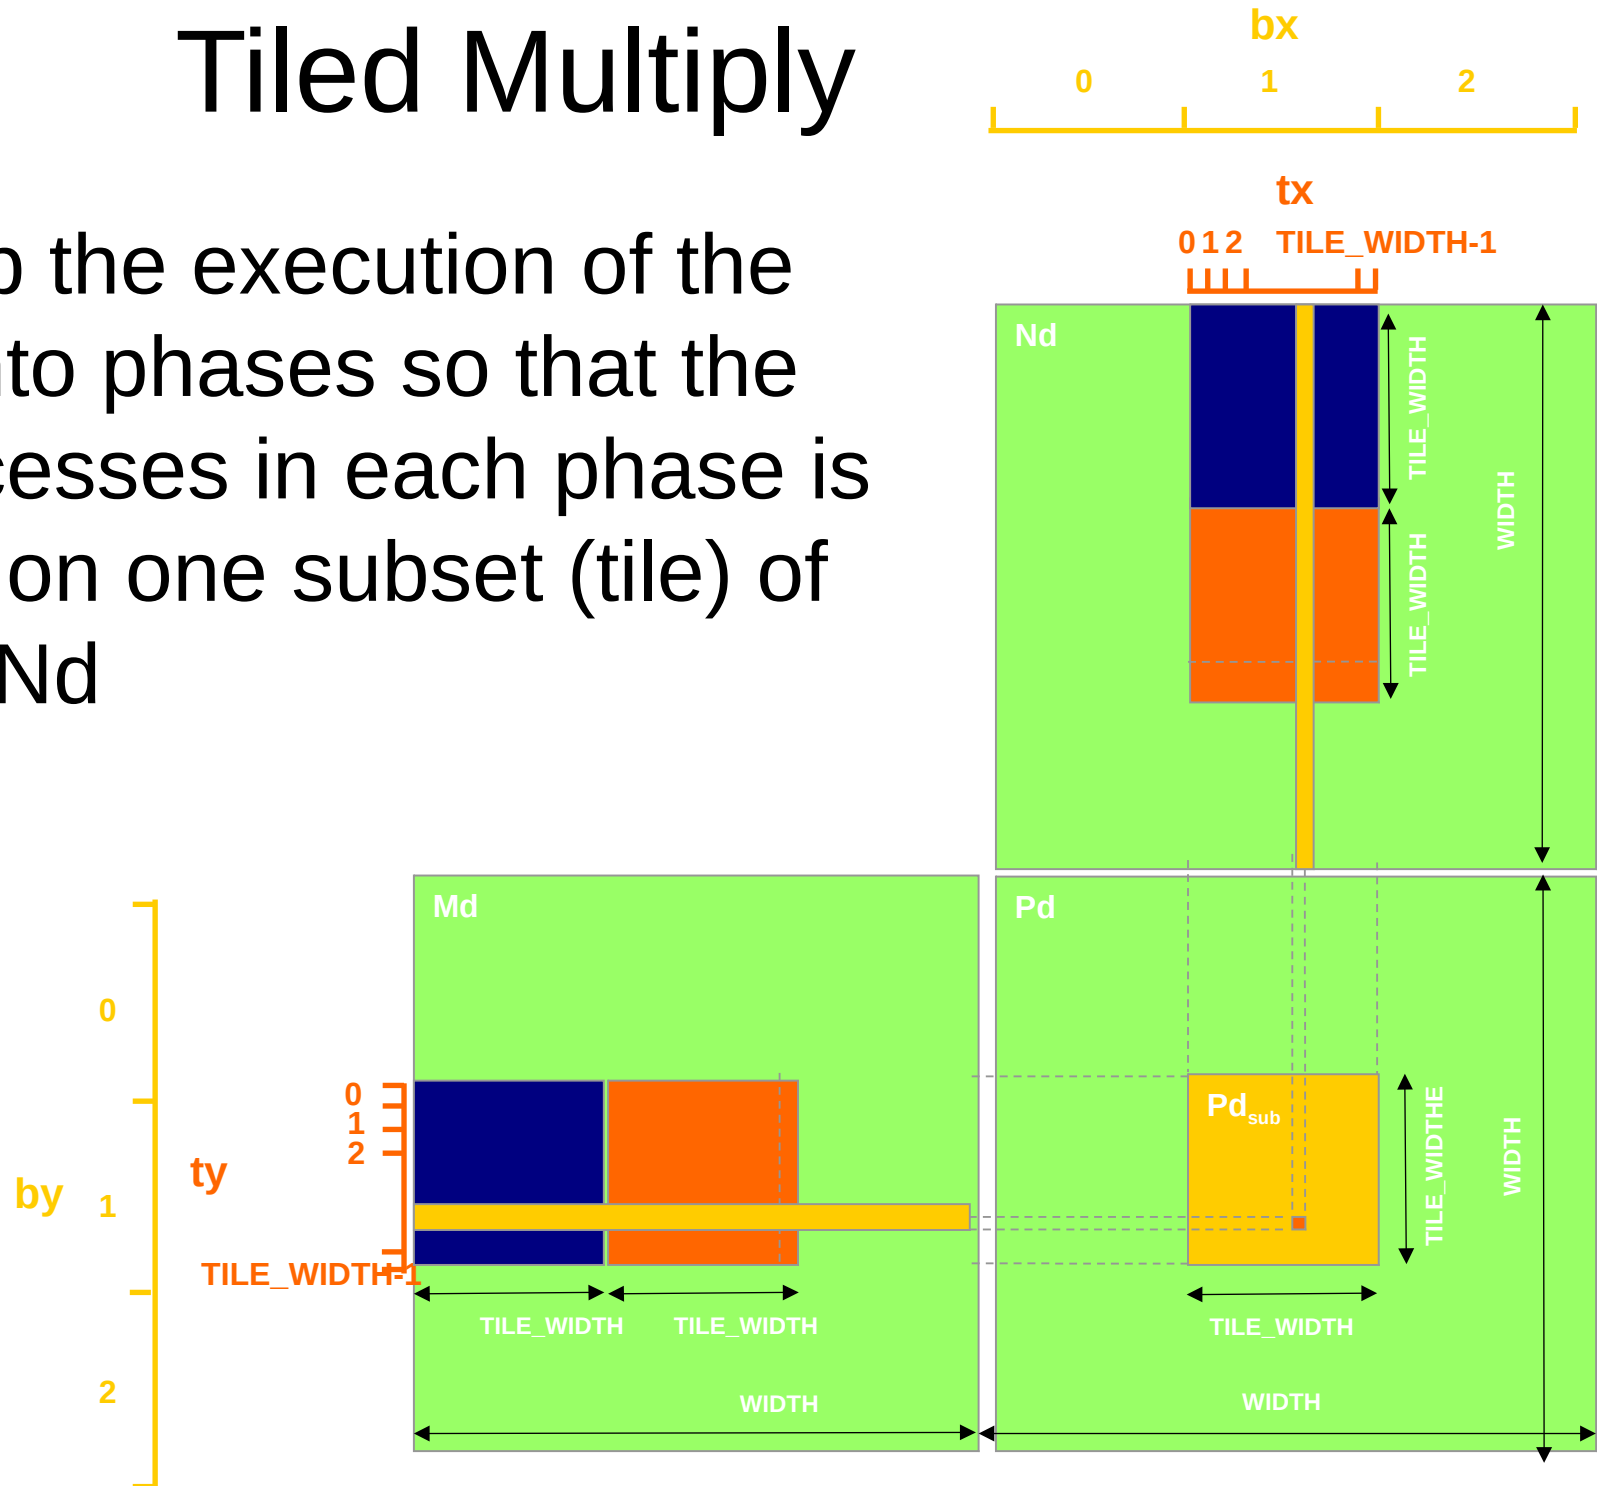 Tiled Multiply
bx
0 1 2
tx
0 1 2 TILE_WIDTH-1
the execution of the
to phases so that the
cesses in each phase is
on one subset (tile) of
Nd
Nd
TILE_WIDTH
TILE_WIDTH
WIDTH
Md
Pd
by
0
1
2
ty
0
1
2
TILE_WIDTH-1
Pdsub
TILE_WIDTHE
WIDTH
TILE_WIDTH
TILE_WIDTH
TILE_WIDTH
WIDTH
WIDTH